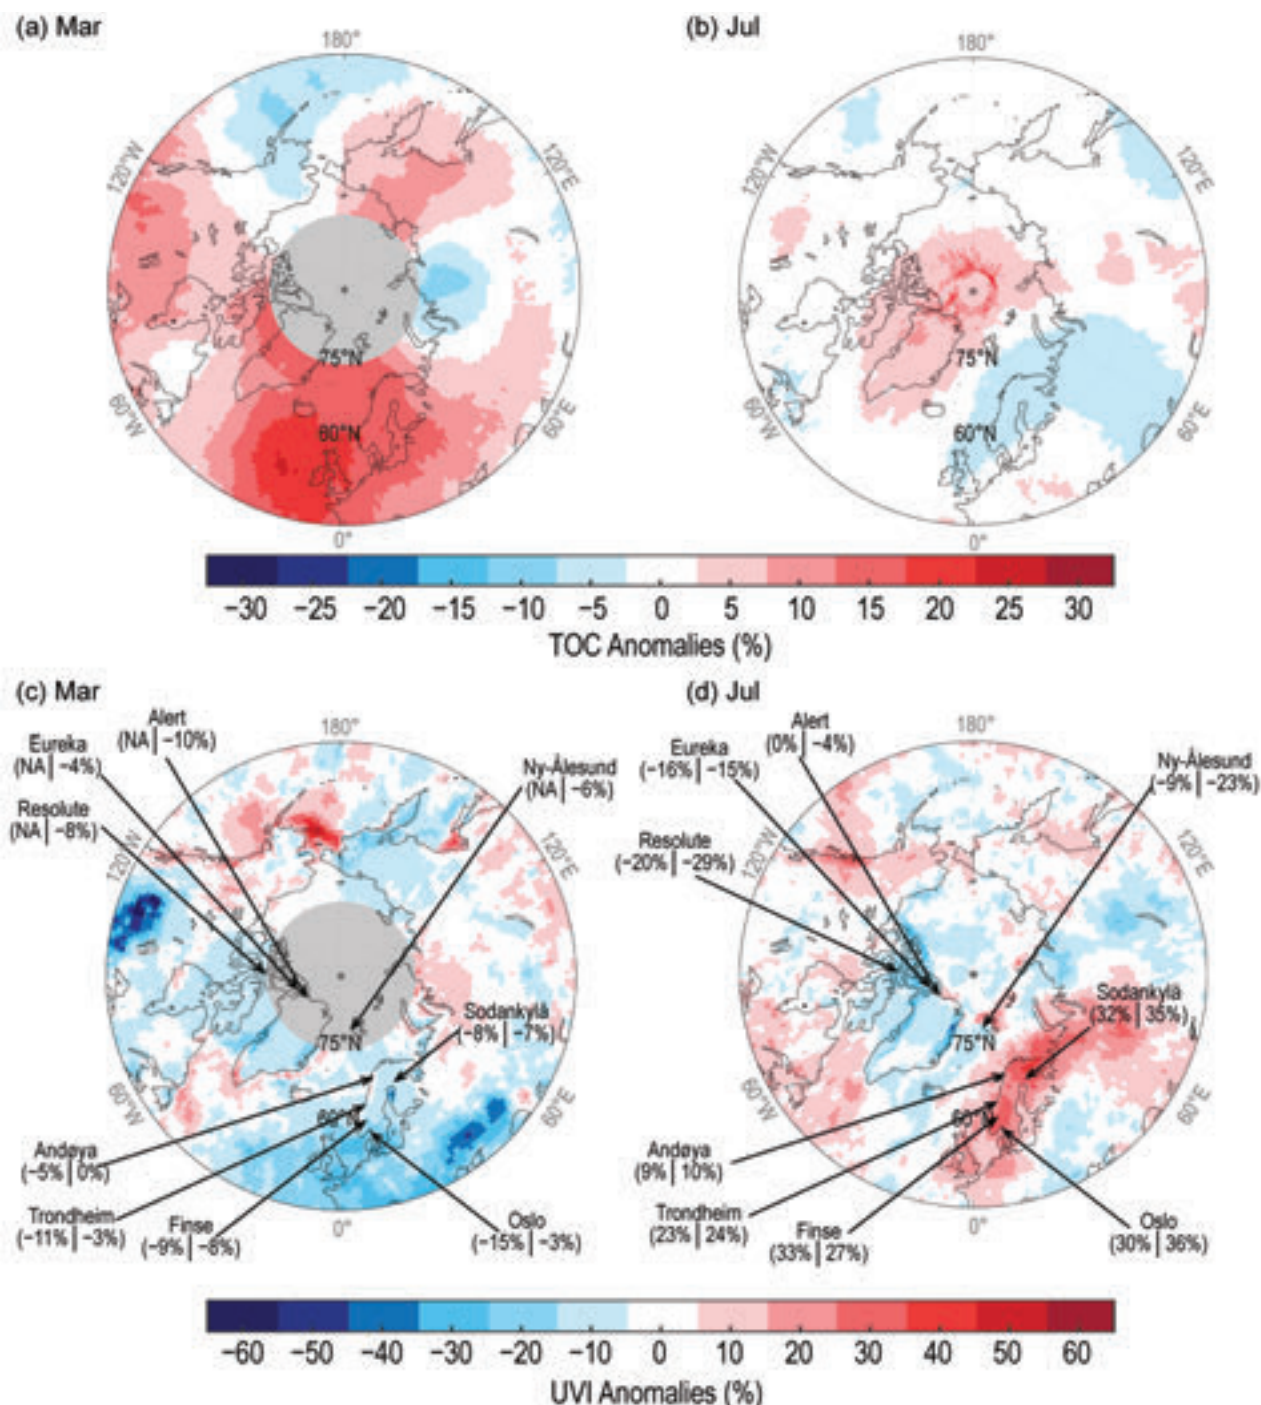 (a) Mar
(b) Jul
180°
180°
120°W
120°E
120°W
120°E
75°N
75°N
60°N
60°N
60°W
60°E
60°W
60°E
0°
0°
−30 −25 −20 −15 −10 −5 0 5 10 15 20 25 30
TOC Anomalies (%)
(c) Mar
(d) Jul
Alert
(NA | −10%)
Eureka
(NA | −4%)
Resolute
(NA | −8%)
180°
Ny-Ålesund
(NA | −6%)
120°W
120°E
Sodankylä
(−8% | −7%)
75°N
60°N
60°W
60°E
Andøya
(−5% | 0%)
Trondheim
(−11% | −3%)
Finse
(−9% | −8%)
0°
Oslo
(−15% | −3%)
Alert
(0% | −4%)
Eureka
(−16% | −15%)
Resolute
(−20% | −29%)
180°
Ny-Ålesund
(−9% | −23%)
120°W
120°E
Sodankylä
(32% | 35%)
75°N
60°N
60°W
60°E
Andøya
(9% | 10%)
Trondheim
(23% | 24%)
Finse
(33% | 27%)
0°
Oslo
(30% | 36%)
−60 −50 −40 −30 −20 −10 0 10 20 30 40 50 60
UVI Anomalies (%)